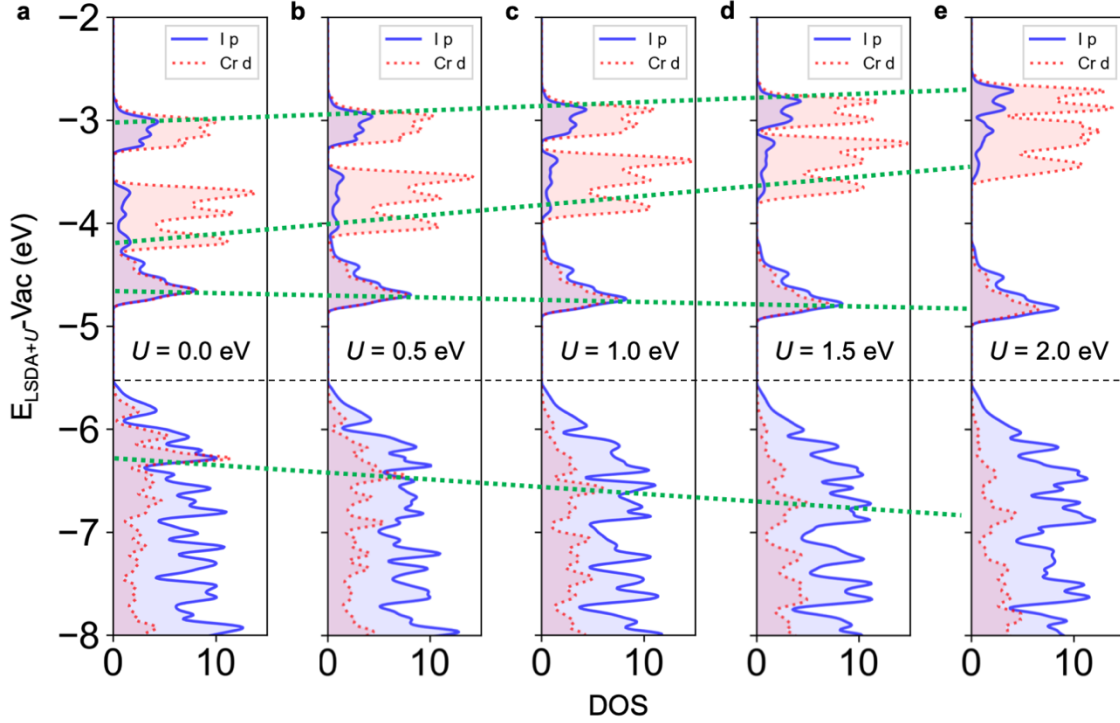 a b c d e
−2
−3
−4
−5
−6
−7
−8
E_LSDA+U-Vac (eV)
I p
Cr d
I p
Cr d
I p
Cr d
I p
Cr d
I p
Cr d
U = 0.0 eV
U = 0.5 eV
U = 1.0 eV
U = 1.5 eV
U = 2.0 eV
0 10 0 10 0 10 0 10 0 10
DOS